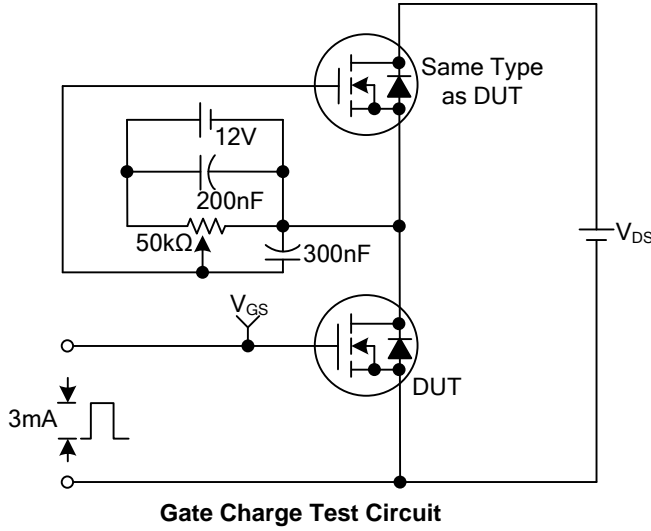 Same Type
as DUT
12V
200nF
50kΩ
300nF
VDS
VGS
DUT
3mA
Gate Charge Test Circuit